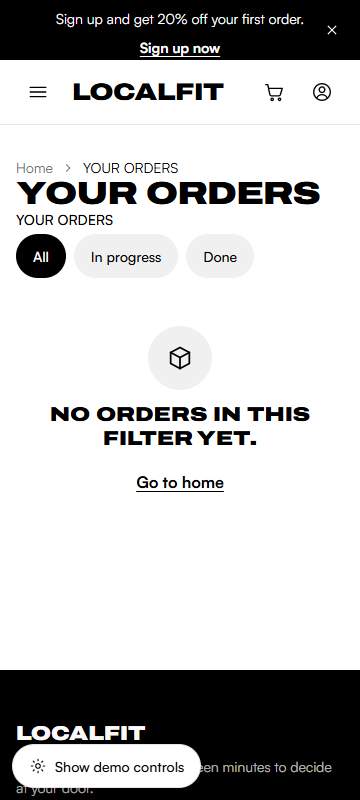 Sign up and get 20% off your first order.
Sign up now
LOCALFIT
Home > YOUR ORDERS
YOUR ORDERS
YOUR ORDERS
All In progress Done
NO ORDERS IN THIS
FILTER YET.
Go to home
LOCALFIT
Show demo controls
minutes to decide
at your door.